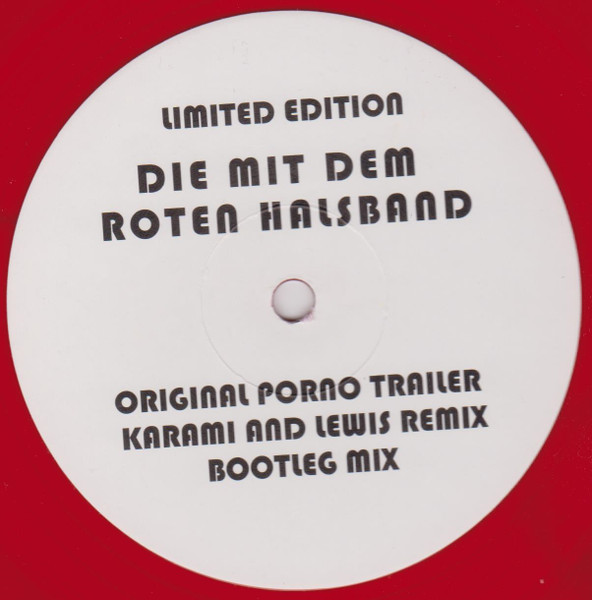 LIMITED EDITION
DIE MIT DEM
ROTEN HALSBAND
ORIGINAL PORNO TRAILER
KARAMI AND LEWIS REMIX
BOOTLEG MIX